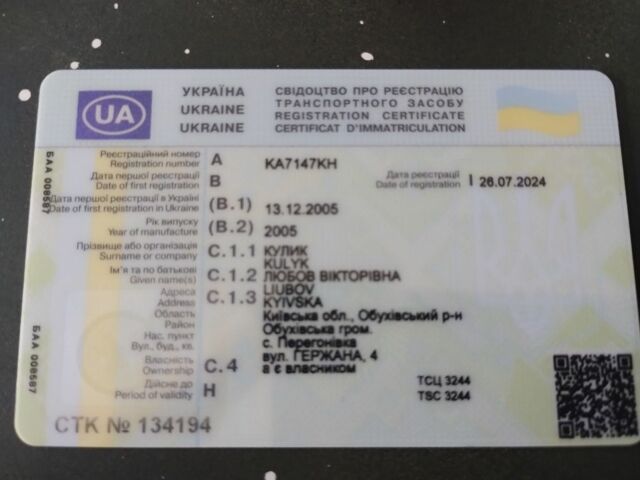 UA
УКРАЇНА
UKRAINE
UKRAINE
СВІДОЦТВО ПРО РЕЄСТРАЦІЮ
ТРАНСПОРТНОГО ЗАСОБУ
REGISTRATION CERTIFICATE
CERTIFICAT D'IMMATRICULATION
Реєстраційний номер
Registration number A KA7147KH
Дата першої реєстрації
Date of first registration B
Дата реєстрації
Date of registration I 26.07.2024
Дата першої реєстрації в Україні
Date of first registration in Ukraine (B.1) 13.12.2005
Рік випуску
Year of manufacture (B.2) 2005
Прізвище або організація
Surname or company C.1.1 КУЛИК
KULYK
Ім'я та по батькові
Given name(s) C.1.2 ЛЮБОВ ВІКТОРІВНА
LIUBOV
Адреса
Address C.1.3 KYIVSKA
Область Київська обл., Обухівський р-н
Район Обухівська гром.
Нас. пункт с. Перегонівка
Вул., буд., кв. вул. ГЕРЖАНА, 4
Власність
Ownership C.4 а є власником
Дійсне до
Period of validity H
ТСЦ 3244
TSC 3244
СТК № 134194
БАА 008587
БАА 008587